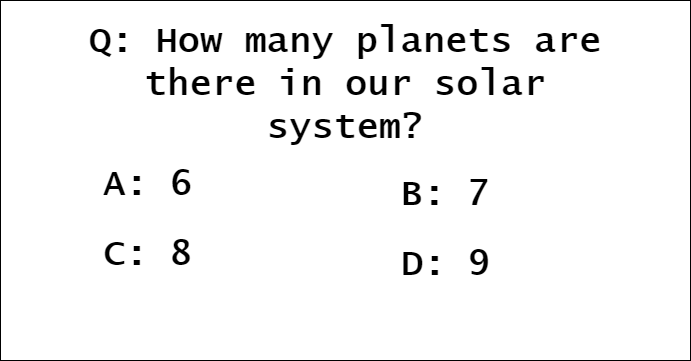 Q: How many planets are
there in our solar
system?
A: 6
B: 7
C: 8
D: 9